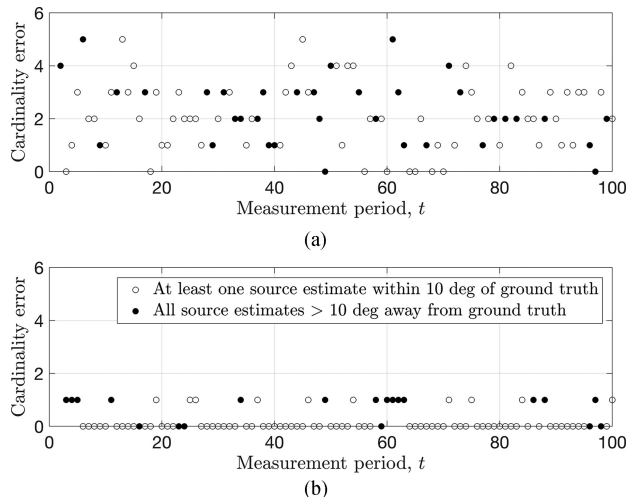 6
4
2
0
Cardinality error
0 20 40 60 80 100
Measurement period, t
(a)
6
4
2
0
Cardinality error
At least one source estimate within 10 deg of ground truth
All source estimates > 10 deg away from ground truth
0 20 40 60 80 100
Measurement period, t
(b)